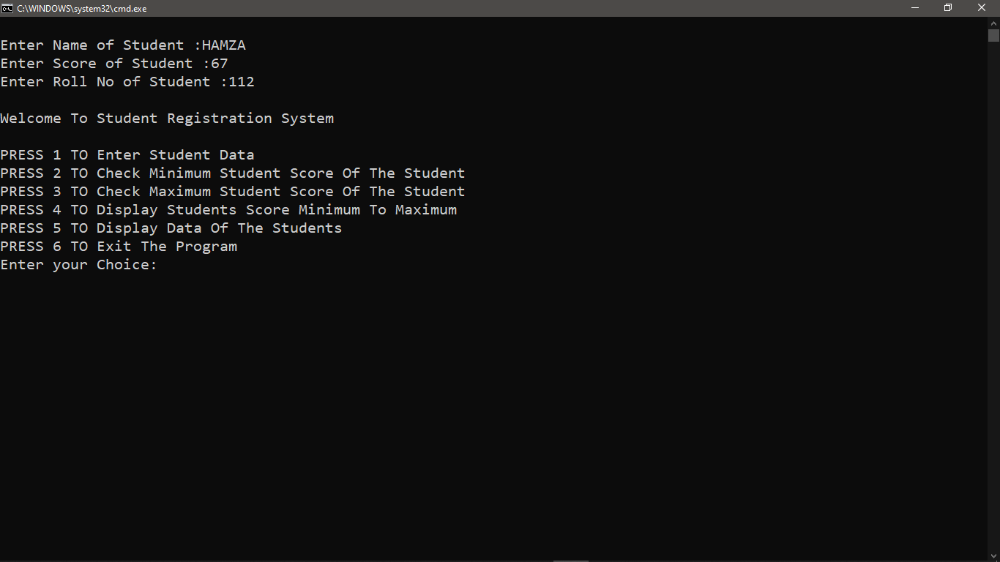 C:\WINDOWS\system32\cmd.exe
Enter Name of Student :HAMZA
Enter Score of Student :67
Enter Roll No of Student :112
Welcome To Student Registration System
PRESS 1 TO Enter Student Data
PRESS 2 TO Check Minimum Student Score Of The Student
PRESS 3 TO Check Maximum Student Score Of The Student
PRESS 4 TO Display Students Score Minimum To Maximum
PRESS 5 TO Display Data Of The Students
PRESS 6 TO Exit The Program
Enter your Choice: